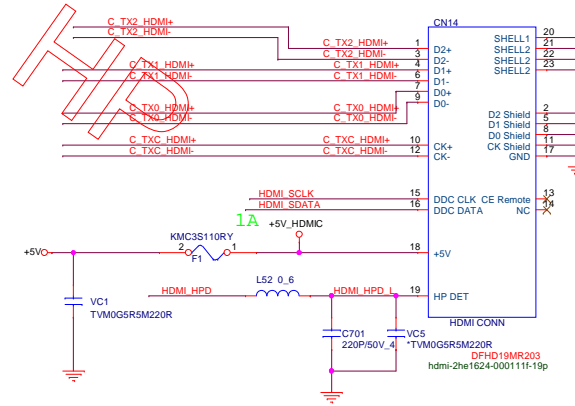 CN14
C_TX2_HDMI+ C_TX2_HDMI+ 1 D2+ SHELL1 20
C_TX2_HDMI- C_TX2_HDMI- 3 D2- SHELL2 21
SHELL2 22
C_TX1_HDMI+ C_TX1_HDMI+ 4 D1+ SHELL2 23
C_TX1_HDMI- C_TX1_HDMI- 6 D1-
7 D0+
C_TX0_HDMI+ C_TX0_HDMI+ 9 D0- D2 Shield 2
C_TX0_HDMI- C_TX0_HDMI- D1 Shield 5
D0 Shield 8
C_TXC_HDMI+ C_TXC_HDMI+ 10 CK+ CK Shield 11
C_TXC_HDMI- C_TXC_HDMI- 12 CK- GND 17
HDMI_SCLK 15 DDC CLK CE Remote 13
HDMI_SDATA 16 DDC DATA NC 14
1A +5V_HDMIC
KMC3S110RY
+5V 2 F1 1 18 +5V
L52 0_6
HDMI_HPD HDMI_HPD_L 19 HP DET
VC1
TVM0G5R5M220R
HDMI CONN
C701 VC5
220P/50V_4 *TVM0G5R5M220R
DFHD19MR203
hdmi-2he1624-000111f-19p